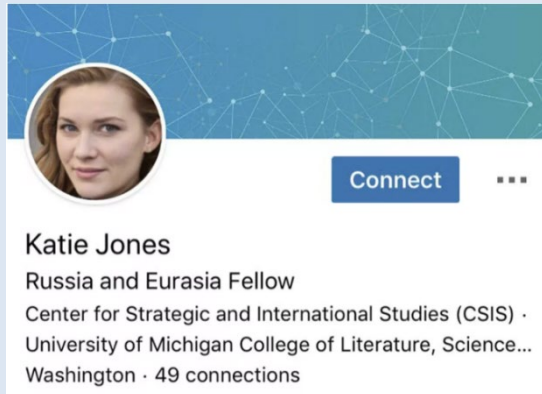 Connect
Katie Jones
Russia and Eurasia Fellow
Center for Strategic and International Studies (CSIS) ·
University of Michigan College of Literature, Science...
Washington · 49 connections